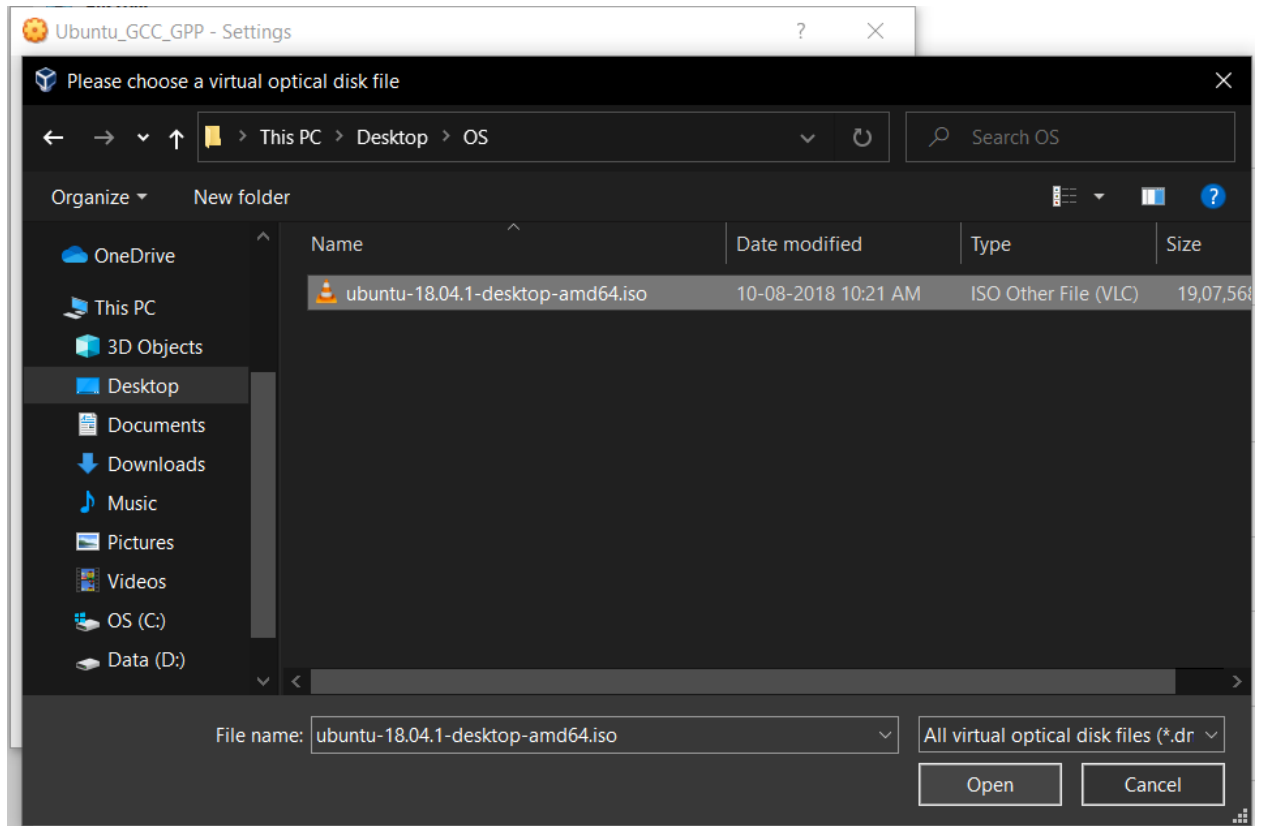 Ubuntu_GCC_GPP - Settings ?
Please choose a virtual optical disk file
This PC > Desktop > OS Search OS
Organize New folder ?
Name Date modified Type Size
OneDrive
ubuntu-18.04.1-desktop-amd64.iso 10-08-2018 10:21 AM ISO Other File (VLC) 19,07,568
This PC
3D Objects
Desktop
Documents
Downloads
Music
Pictures
Videos
OS (C:)
Data (D:)
File name: ubuntu-18.04.1-desktop-amd64.iso All virtual optical disk files (*.dr
Open Cancel